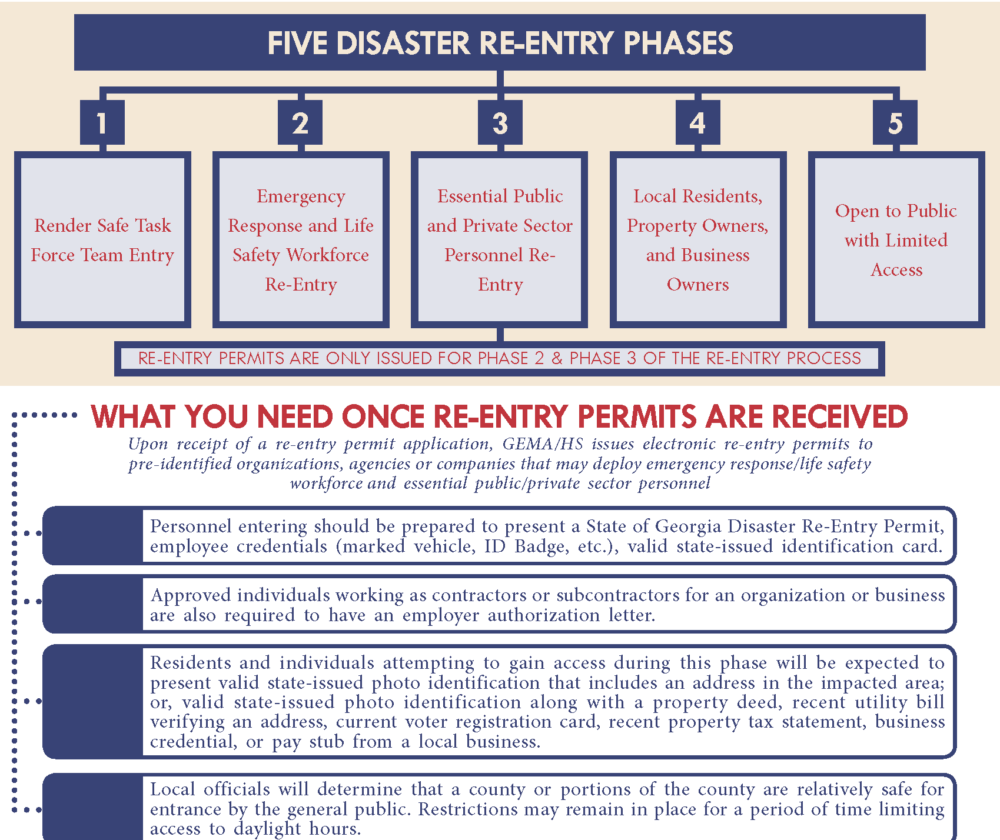 FIVE DISASTER RE-ENTRY PHASES
1
Render Safe Task
Force Team Entry
2
Emergency
Response and Life
Safety Workforce
Re-Entry
3
Essential Public
and Private Sector
Personnel Re-
Entry
4
Local Residents,
Property Owners,
and Business
Owners
5
Open to Public
with Limited
Access
RE-ENTRY PERMITS ARE ONLY ISSUED FOR PHASE 2 & PHASE 3 OF THE RE-ENTRY PROCESS
WHAT YOU NEED ONCE RE-ENTRY PERMITS ARE RECEIVED
Upon receipt of a re-entry permit application, GEMA/HS issues electronic re-entry permits to
pre-identified organizations, agencies or companies that may deploy emergency response/life safety
workforce and essential public/private sector personnel
Personnel entering should be prepared to present a State of Georgia Disaster Re-Entry Permit,
employee credentials (marked vehicle, ID Badge, etc.), valid state-issued identification card.
Approved individuals working as contractors or subcontractors for an organization or business
are also required to have an employer authorization letter.
Residents and individuals attempting to gain access during this phase will be expected to
present valid state-issued photo identification that includes an address in the impacted area;
or, valid state-issued photo identification along with a property deed, recent utility bill
verifying an address, current voter registration card, recent property tax statement, business
credential, or pay stub from a local business.
Local officials will determine that a county or portions of the county are relatively safe for
entrance by the general public. Restrictions may remain in place for a period of time limiting
access to daylight hours.